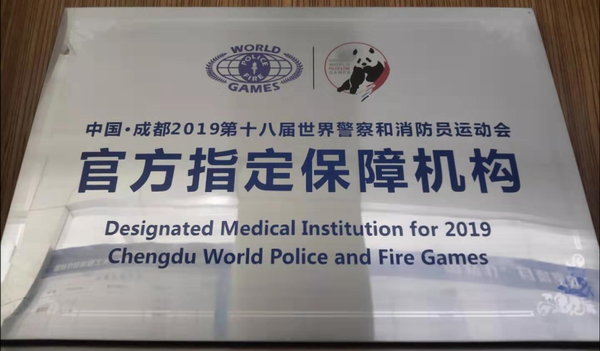 WORLD
POLICE
FIRE
GAMES
中国·成都2019第十八届世界警察和消防员运动会
官方指定保障机构
Designated Medical Institution for 2019
Chengdu World Police and Fire Games